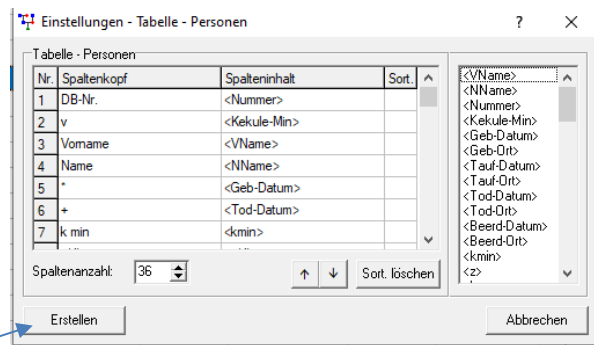 Einstellungen - Tabelle - Personen ? ×
Tabelle - Personen
Nr. Spaltenkopf Spalteninhalt Sort.
1 DB-Nr. <Nummer>
2 v <Kekule-Min>
3 Vorname <VName>
4 Name <NName>
5 * <Geb-Datum>
6 + <Tod-Datum>
7 k min <kmin>
Spaltenanzahl: 36
Sort. löschen
<VName>
<NName>
<Nummer>
<Kekule-Min>
<Geb-Datum>
<Geb-Ort>
<Tauf-Datum>
<Tauf-Ort>
<Tod-Datum>
<Tod-Ort>
<Beerd-Datum>
<Beerd-Ort>
<kmin>
<z>
Erstellen
Abbrechen